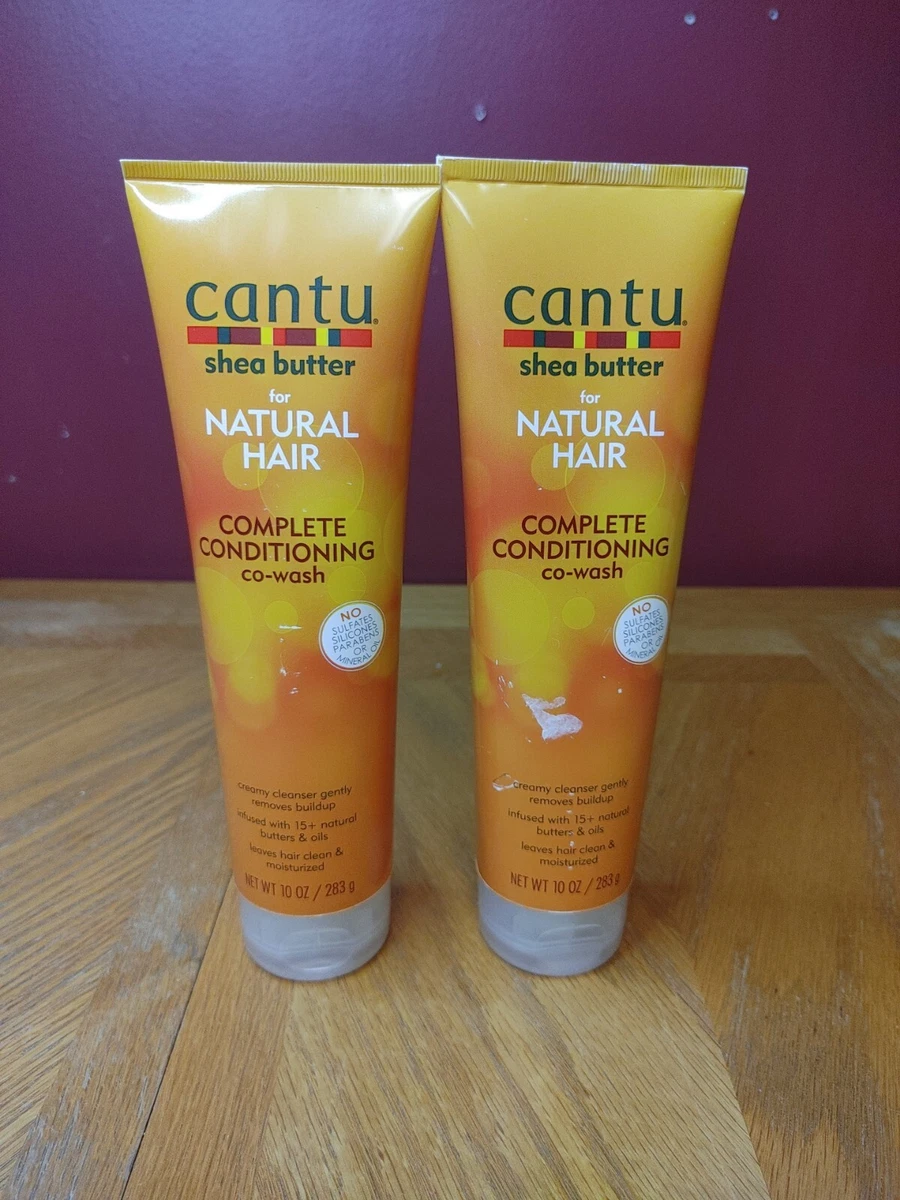 cantu
shea butter
for
NATURAL
HAIR
COMPLETE
CONDITIONING
co-wash
NO
SULFATES
SILICONES
PARABENS
OR
MINERAL
creamy cleanser gently
removes buildup
infused with 15+ natural
butters & oils
leaves hair clean &
moisturized
NET WT 10 OZ / 283 g
cantu
shea butter
for
NATURAL
HAIR
COMPLETE
CONDITIONING
co-wash
NO
SULFATES
SILICONES
PARABENS
OR
MINERAL
creamy cleanser gently
removes buildup
infused with 15+ natural
butters & oils
leaves hair clean &
moisturized
NET WT 10 OZ / 283 g